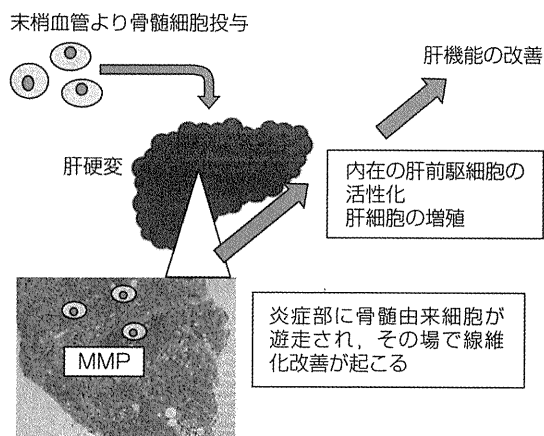 末梢血管より骨髄細胞投与
肝機能の改善
肝硬変
内在の肝前駆細胞の
活性化
肝細胞の増殖
炎症部に骨髄由来細胞が
遊走され，その場で線維
化改善が起こる
MMP